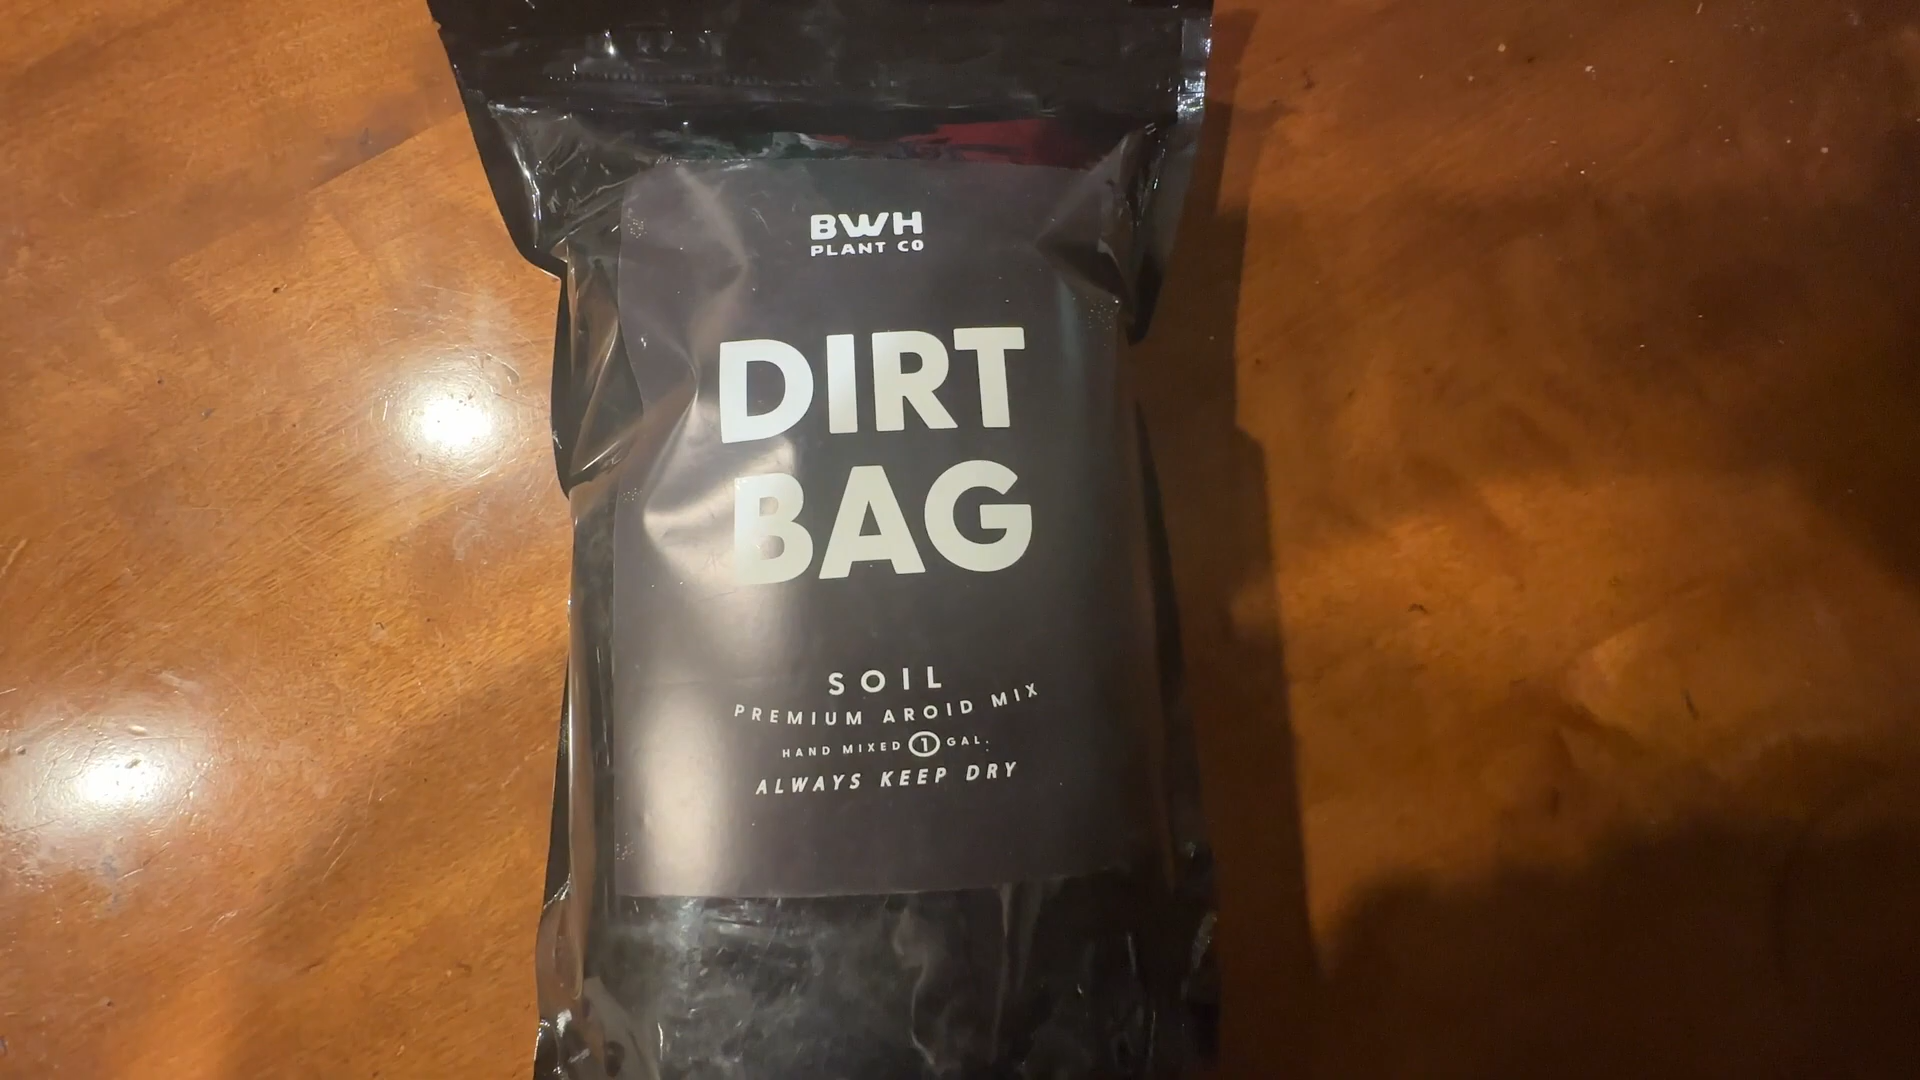 BWH
PLANT CO
DIRT
BAG
SOIL
PREMIUM AROID MIX
HAND MIXED 1 GAL.
ALWAYS KEEP DRY